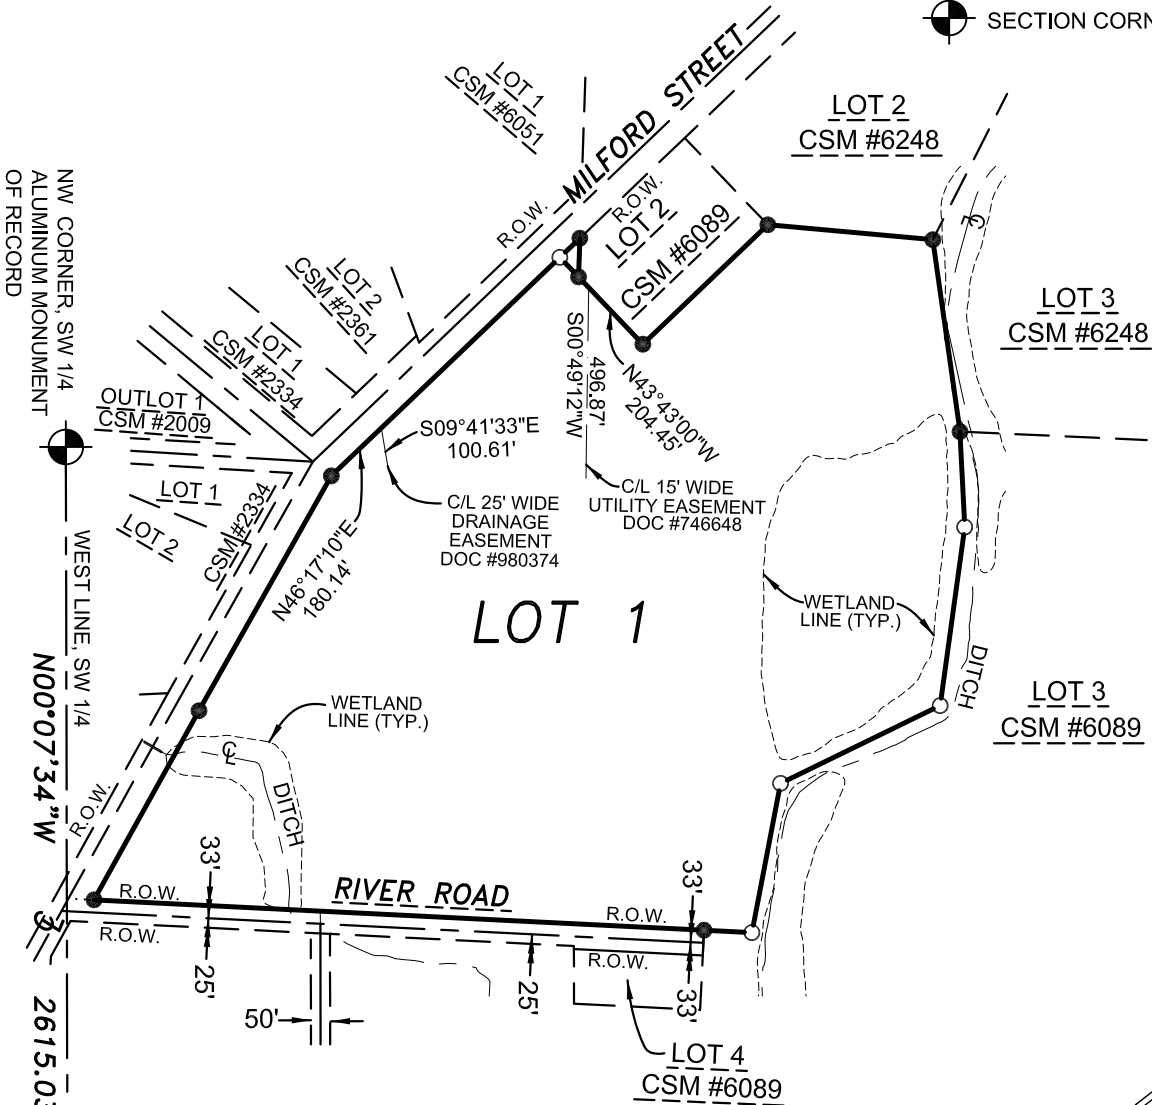 SECTION CORN
MILFORD STREET
R.O.W.
R.O.W.
LOT 1
CSM #6051
LOT 2
CSM #6248
LOT 2
CSM #6089
℄
LOT 3
CSM #6248
NW CORNER, SW 1/4
ALUMINUM MONUMENT
OF RECORD
LOT 2
CSM #2361
LOT 1
CSM #2334
OUTLOT 1
CSM #2009
LOT 1
LOT 2
CSM #2334
S09°41'33"E
100.61'
496.87'
S00°49'12"W
N43°43'00"W
204.45'
C/L 25' WIDE
DRAINAGE
EASEMENT
DOC #980374
C/L 15' WIDE
UTILITY EASEMENT
DOC #746648
N46°17'10"E
180.14'
LOT 1
WETLAND
LINE (TYP.)
DITCH
WEST LINE, SW 1/4
N00°07'34"W
2615.03
WETLAND
LINE (TYP.)
℄
DITCH
LOT 3
CSM #6089
R.O.W.
R.O.W.
R.O.W.
33'
25'
RIVER ROAD
R.O.W.
R.O.W.
33'
33'
25'
50'
LOT 4
CSM #6089